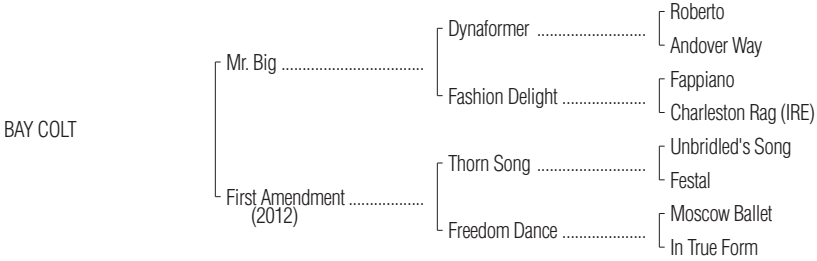 Roberto
Dynaformer ..........................
Andover Way
Mr. Big ..................................
Fappiano
Fashion Delight ....................
Charleston Rag (IRE)
BAY COLT
Unbridled's Song
Thorn Song ..........................
Festal
First Amendment ..................
(2012)
Moscow Ballet
Freedom Dance ....................
In True Form